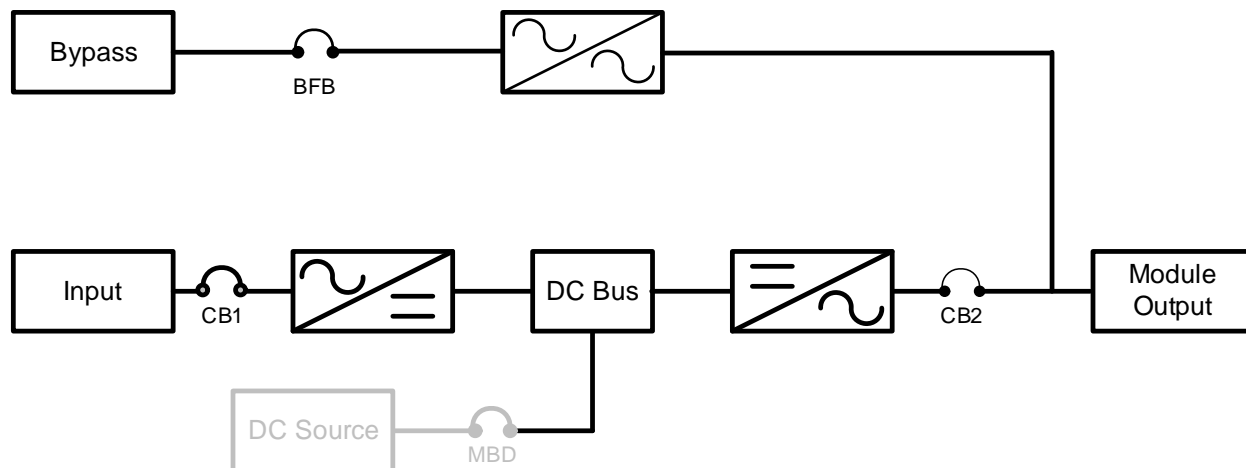 Bypass
BFB
Input
CB1
DC Bus
CB2
Module
Output
DC Source
MBD